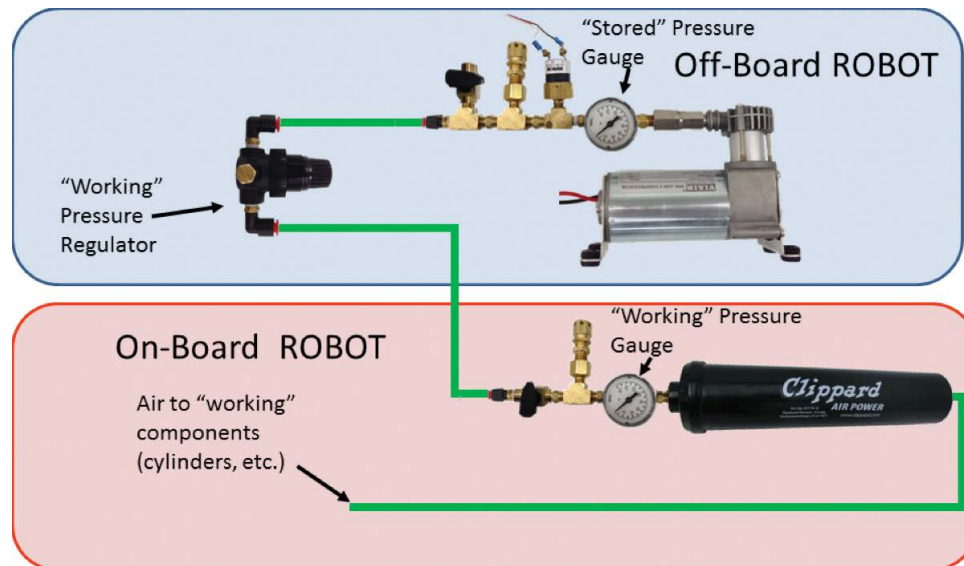 “Stored” Pressure
Gauge
Off-Board ROBOT
“Working”
Pressure
Regulator
VIAIR
On-Board ROBOT
“Working” Pressure
Gauge
Air to “working”
components
(cylinders, etc.)
Clippard
AIR POWER